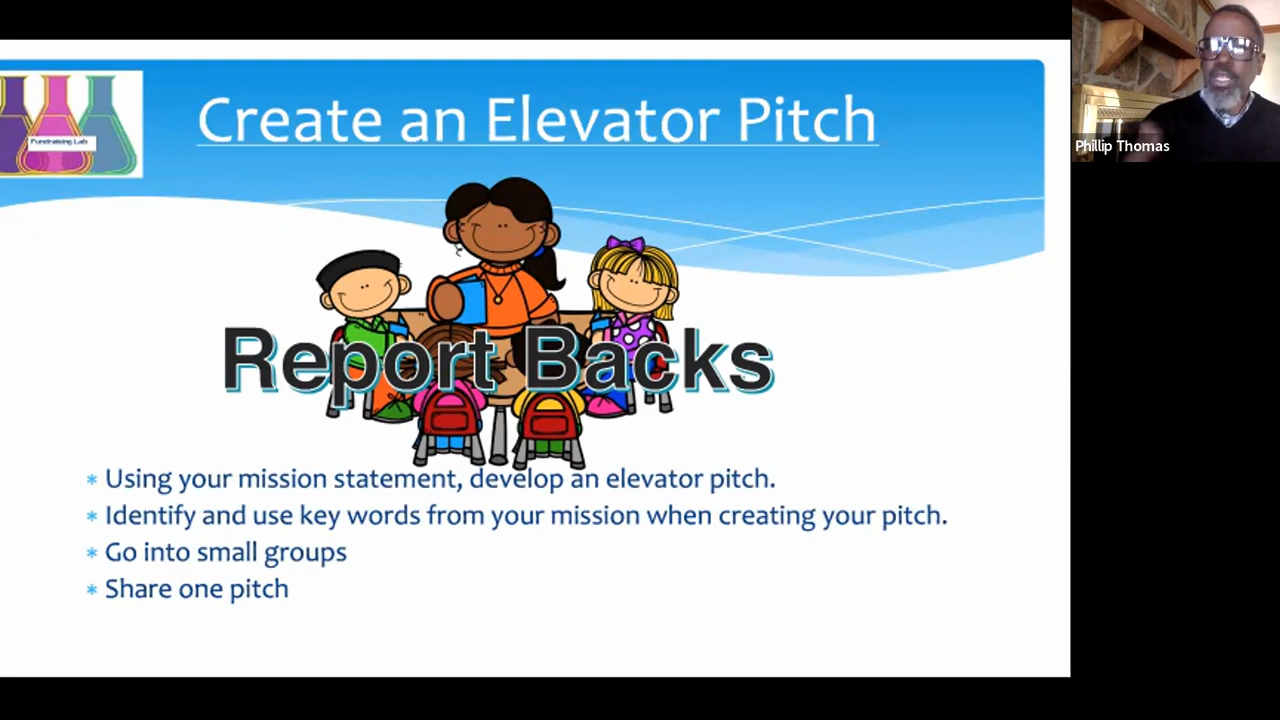 Create an Elevator Pitch
Fundraising Lab
Phillip Thomas
Report Backs
* Using your mission statement, develop an elevator pitch.
* Identify and use key words from your mission when creating your pitch.
* Go into small groups
* Share one pitch